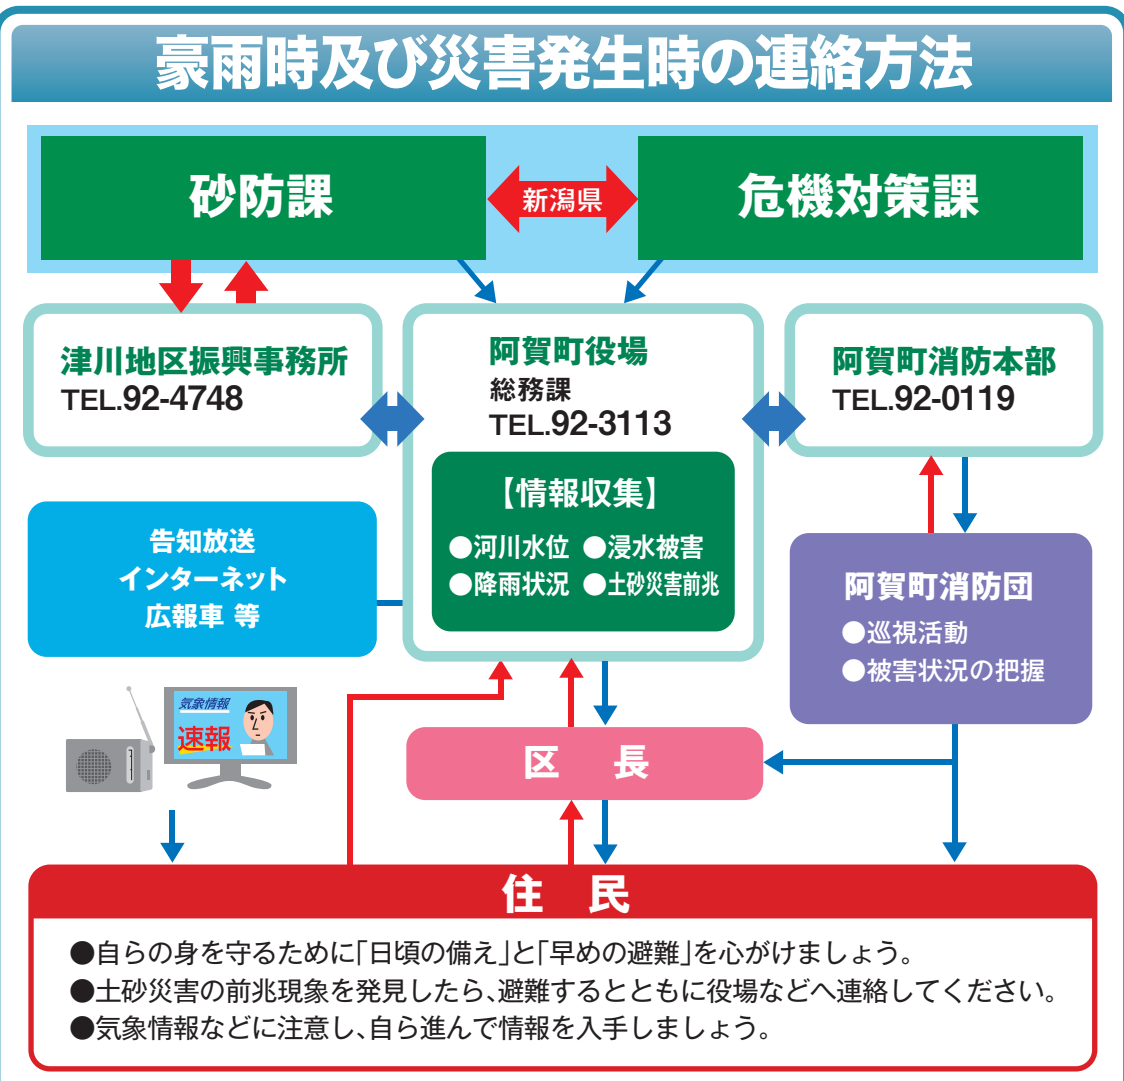 豪雨時及び災害発生時の連絡方法
砂防課
新潟県
危機対策課
津川地区振興事務所
TEL.92-4748
阿賀町役場
総務課
TEL.92-3113
【情報収集】
●河川水位 ●浸水被害
●降雨状況 ●土砂災害前兆
阿賀町消防本部
TEL.92-0119
告知放送
インターネット
広報車 等
阿賀町消防団
●巡視活動
●被害状況の把握
気象情報
速報
区 長
住 民
●自らの身を守るために「日頃の備え」と「早めの避難」を心がけましょう。
●土砂災害の前兆現象を発見したら、避難するとともに役場などへ連絡してください。
●気象情報などに注意し、自ら進んで情報を入手しましょう。